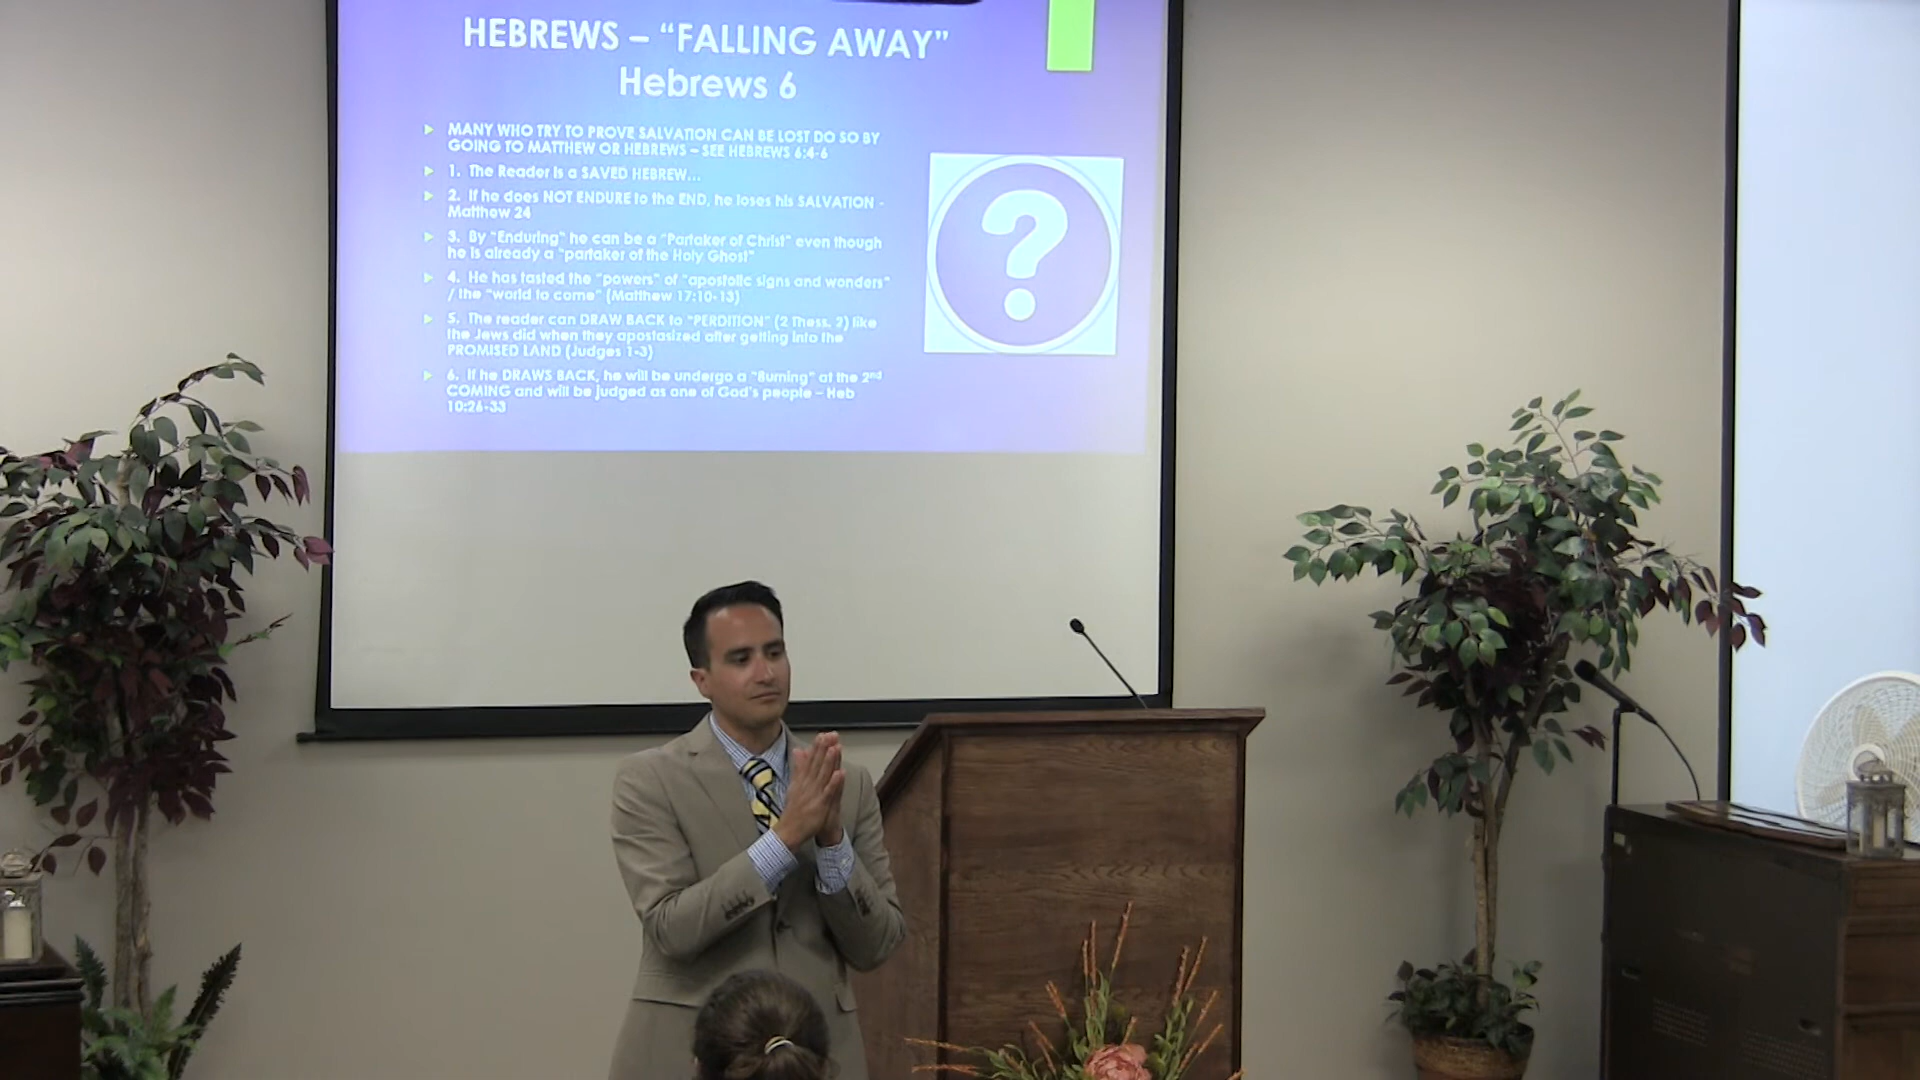 HEBREWS – “FALLING AWAY”
Hebrews 6
MANY WHO TRY TO PROVE SALVATION CAN BE LOST DO SO BY
GOING TO MATTHEW OR HEBREWS – SEE HEBREWS 6:4-6
1. The Reader is a SAVED HEBREW...
2. If he does NOT ENDURE to the END, he loses his SALVATION -
Matthew 24
3. By “Enduring” he can be a “Partaker of Christ” even though
he is already a “partaker of the Holy Ghost”
4. He has tasted the “powers” of “apostolic signs and wonders”
/ the “world to come” (Matthew 17:10-13)
5. The reader can DRAW BACK to “PERDITION” (2 Thess. 2) like
the Jews did when they apostasized after getting into the
PROMISED LAND (Judges 1-3)
6. If he DRAWS BACK, he will be undergo a “Burning” at the 2nd
COMING and will be judged as one of God’s people – Heb
10:26-33
?